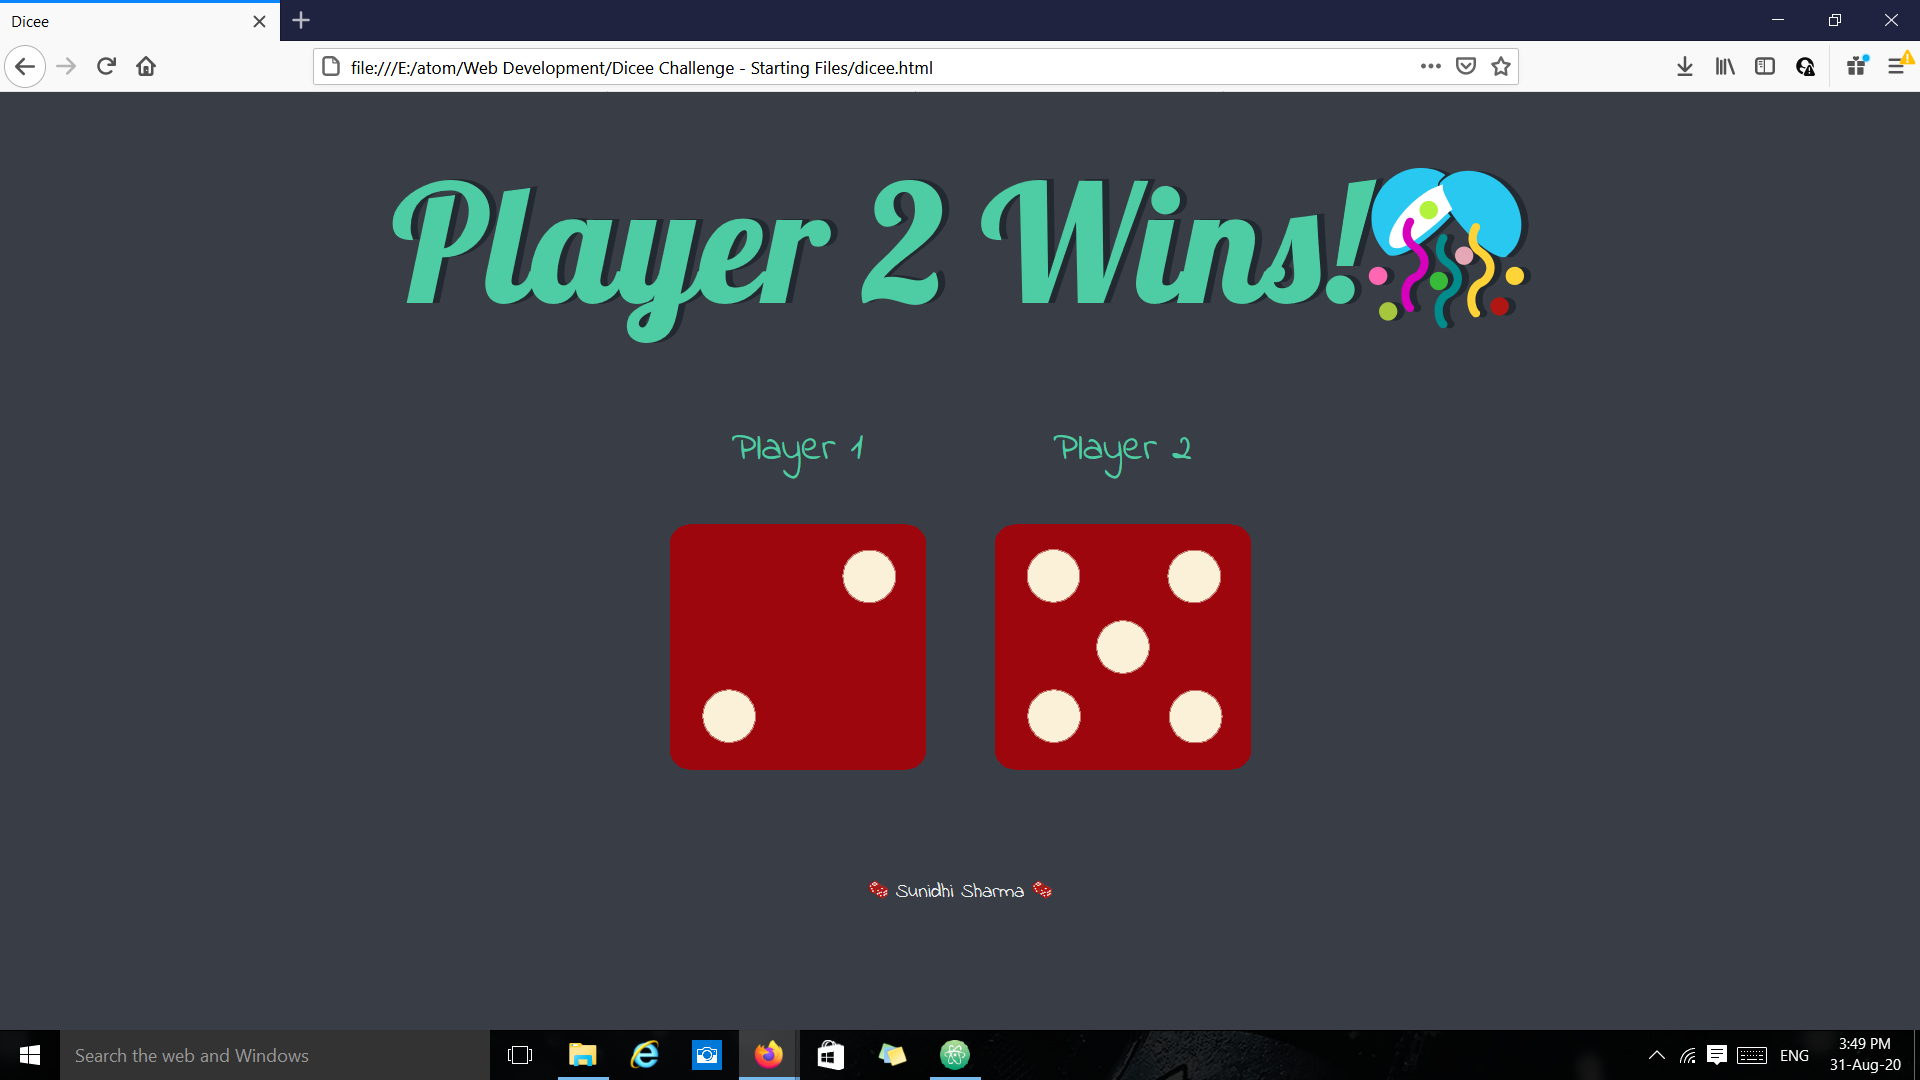 Dicee
file:///E:/atom/Web Development/Dicee Challenge - Starting Files/dicee.html
Player 2 Wins!
Player 1 Player 2
Sunidhi Sharma
Search the web and Windows
ENG
3:49 PM
31-Aug-20